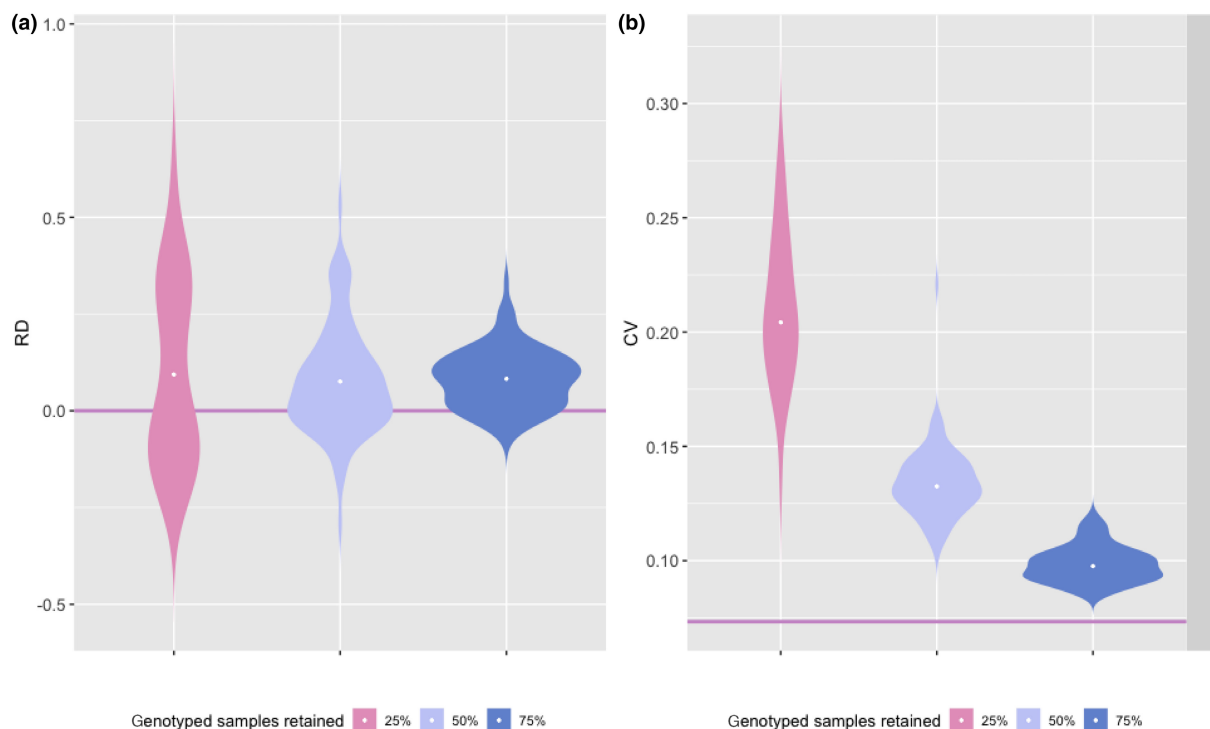 (a)
1.0
0.5
0.0
-0.5
RD
Genotyped samples retained 25% 50% 75%
(b)
0.30
0.25
0.20
0.15
0.10
CV
Genotyped samples retained 25% 50% 75%